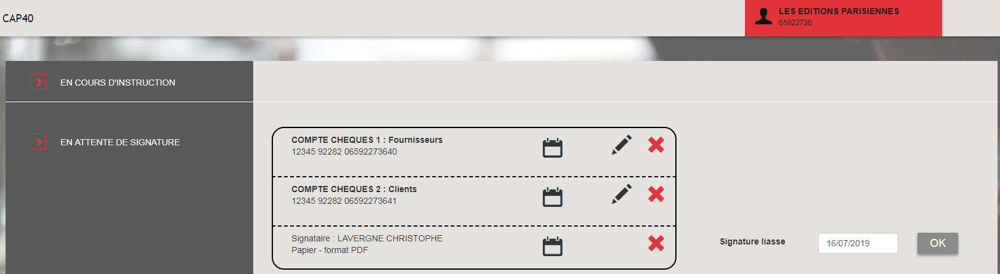 CAP40
LES EDITIONS PARISIENNES
65922736
EN COURS D'INSTRUCTION
EN ATTENTE DE SIGNATURE
COMPTE CHEQUES 1 : Fournisseurs
12345 92282 06592273640
COMPTE CHEQUES 2 : Clients
12345 92282 06592273641
Signataire : LAVERGNE CHRISTOPHE
Papier - format PDF
Signature liasse
16/07/2019
OK